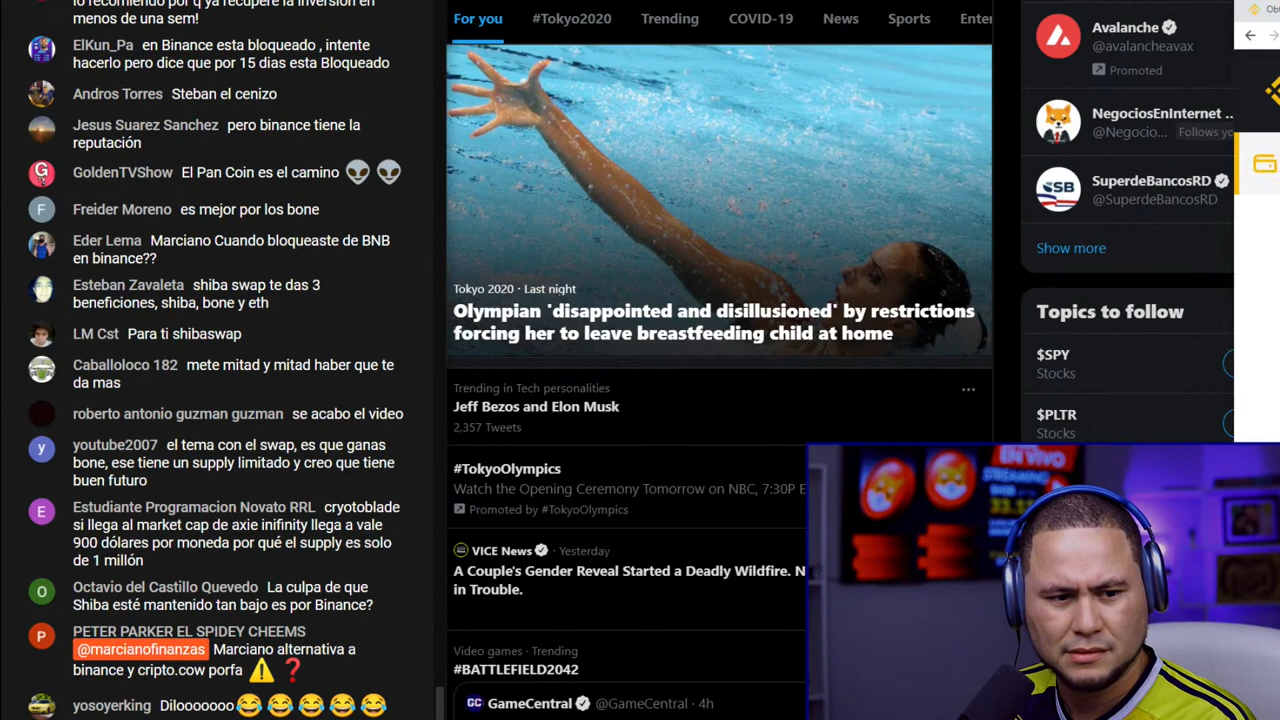 lo recomiendo por q ya recupere la inversión en
menos de una sem!
ElKun_Pa en Binance esta bloqueado , intente
hacerlo pero dice que por 15 dias esta Bloqueado
Andros Torres Steban el cenizo
Jesus Suarez Sanchez pero binance tiene la
reputación
GoldenTVShow El Pan Coin es el camino
F
Freider Moreno es mejor por los bone
Eder Lema Marciano Cuando bloqueaste de BNB
en binance??
Esteban Zavaleta shiba swap te das 3
beneficiones, shiba, bone y eth
LM Cst Para ti shibaswap
Caballoloco 182 mete mitad y mitad haber que te
da mas
roberto antonio guzman guzman se acabo el video
y
youtube2007 el tema con el swap, es que ganas
bone, ese tiene un supply limitado y creo que tiene
buen futuro
E
Estudiante Programacion Novato RRL cryotoblade
si llega al market cap de axie inifinity llega a vale
900 dólares por moneda por qué el supply es solo
de 1 millón
O
Octavio del Castillo Quevedo La culpa de que
Shiba esté mantenido tan bajo es por Binance?
P
PETER PARKER EL SPIDEY CHEEMS
@marcianofinanzas Marciano alternativa a
binance y cripto.cow porfa
yosoyerking Dilooooooo
For you #Tokyo2020 Trending COVID-19 News Sports Enter
Tokyo 2020 · Last night
Olympian 'disappointed and disillusioned' by restrictions
forcing her to leave breastfeeding child at home
Trending in Tech personalities
Jeff Bezos and Elon Musk
2,357 Tweets
#TokyoOlympics
Watch the Opening Ceremony Tomorrow on NBC, 7:30P E
Promoted by #TokyoOlympics
VICE News · Yesterday
A Couple's Gender Reveal Started a Deadly Wildfire. N
in Trouble.
Video games · Trending
#BATTLEFIELD2042
GC GameCentral @GameCentral · 4h
Avalanche
@avalancheavax
Promoted
NegociosEnInternet ..
@Negocio... Follows yo
SB
SuperdeBancosRD
@SuperdeBancosRD
Show more
Topics to follow
$SPY
Stocks
$PLTR
Stocks
Ob
EN VIVO
STREAMING